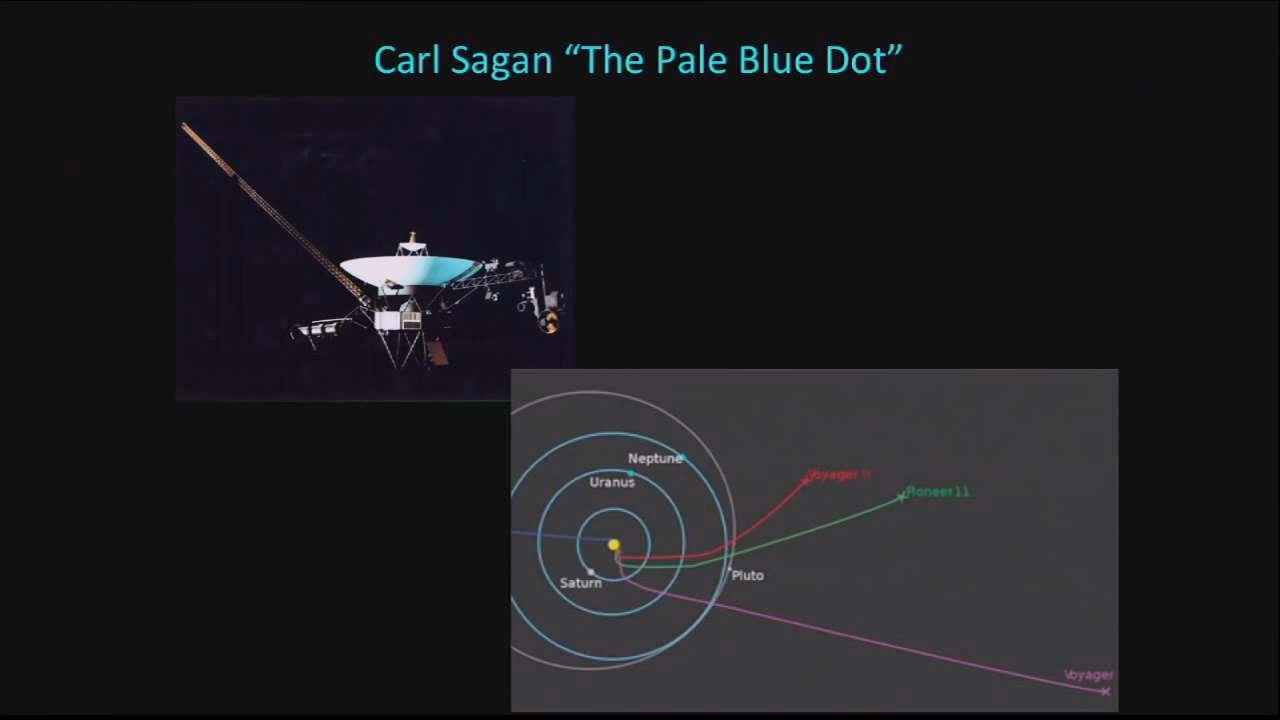 Carl Sagan “The Pale Blue Dot”
Neptune
Uranus
Voyager II
Pioneer11
Saturn
Pluto
Voyager